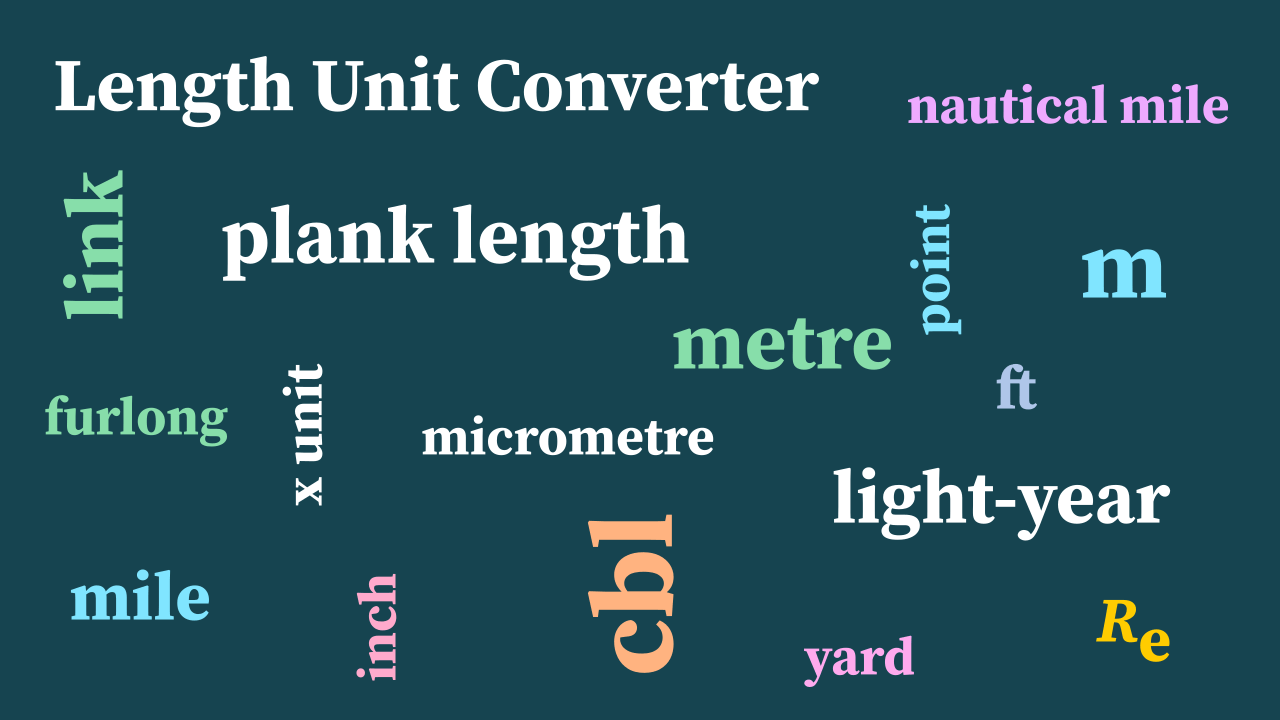 Length Unit Converter
nautical mile
link
plank length
point
m
metre
ft
furlong
x unit
micrometre
light-year
cbl
mile
inch
yard
Re